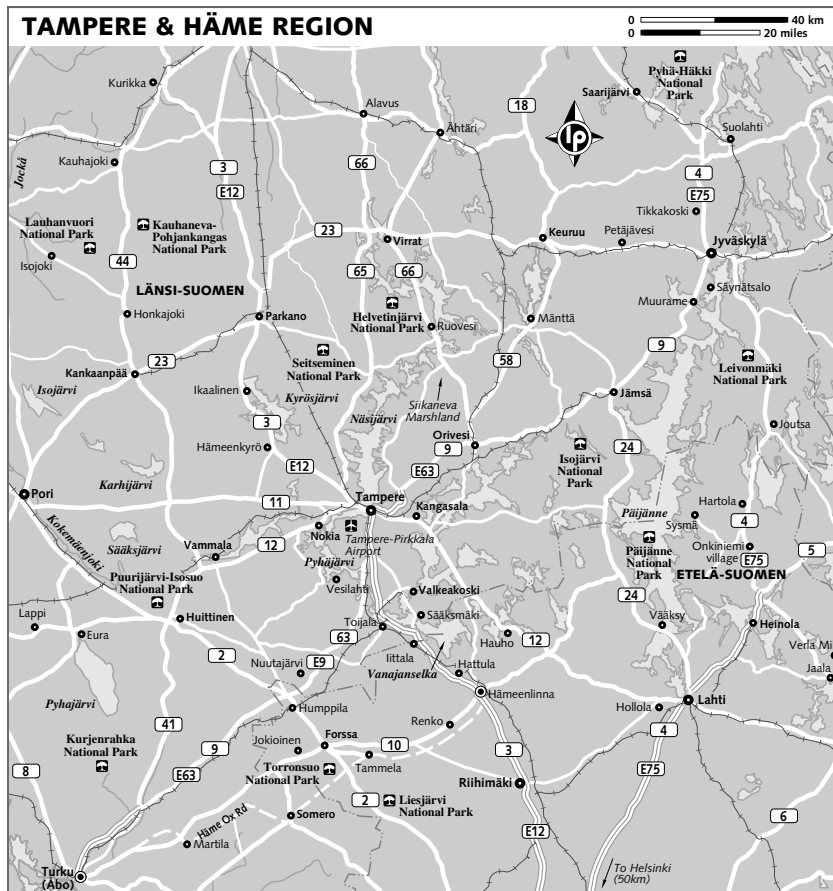 TAMPERE & HÄME REGION
0 40 km
0 20 miles
Pyhä-Häkki
National
Park
Kurikka
Saarijärvi
Alavus
18
Ähtäri
lp
Suolahti
Jockå
Kauhajoki
3
66
4
E12
E75
Lauhanvuori
National Park
Kauhaneva-
Pohjankangas
National Park
Tikkakoski
23
Virrat
Keuruu
Petäjävesi
Jyväskylä
Isojoki
44
65
66
Säynätsalo
LÄNSI-SUOMEN
Muurame
Helvetinjärvi
National Park
Honkajoki
Parkano
Ruovesi
Mänttä
9
Seitseminen
National Park
58
Leivonmäki
National Park
23
Kankaanpää
Isojärvi
Ikaalinen
Kyrösjärvi
Siikaneva
Marshland
Jämsä
3
Näsijärvi
Joutsa
Hämeenkyrö
Orivesi
9
24
Isojärvi
National
Park
E12
E63
Karhijärvi
Pori
11
Tampere
Kangasala
Hartola
Päijänne
Sysmä
4
Kokemäenjoki
Nokia
Tampere-Pirkkala
Airport
Sääksjärvi
12
Vammala
Pyhäjärvi
Päijänne
National
Park
Onkiniemi
village
5
E75
ETELÄ-SUOMEN
Puurijärvi-Isosuo
National Park
Vesilahti
Valkeakoski
24
Lappi
Huittinen
Sääksmäki
Vääksy
Heinola
Eura
Toijala
63
Hauho
12
2
Iittala
Verla Mi
Nuutajärvi
E9
Vanajanselka
Hattula
Jaala
Pyhajärvi
Hämeenlinna
Humppila
Hollola
Lahti
41
Renko
4
Kurjenrahka
National Park
9
Forssa
10
3
Jokioinen
Tammela
E75
8
E63
Torronsuo
National Park
Riihimäki
2
Liesjärvi
National Park
Häme Ox Rd
Somero
6
Martila
E12
Turku
(Åbo)
To Helsinki
(50km)